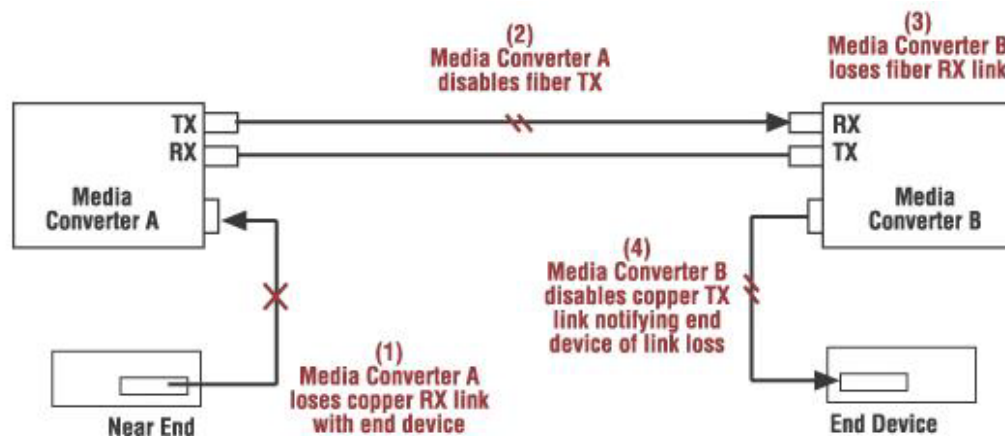 (2)
Media Converter A
disables fiber TX
(3)
Media Converter B
loses fiber RX link
TX
RX
Media
Converter A
RX
TX
Media
Converter B
(4)
Media Converter B
disables copper TX
link notifying end
device of link loss
(1)
Media Converter A
loses copper RX link
with end device
Near End
End Device